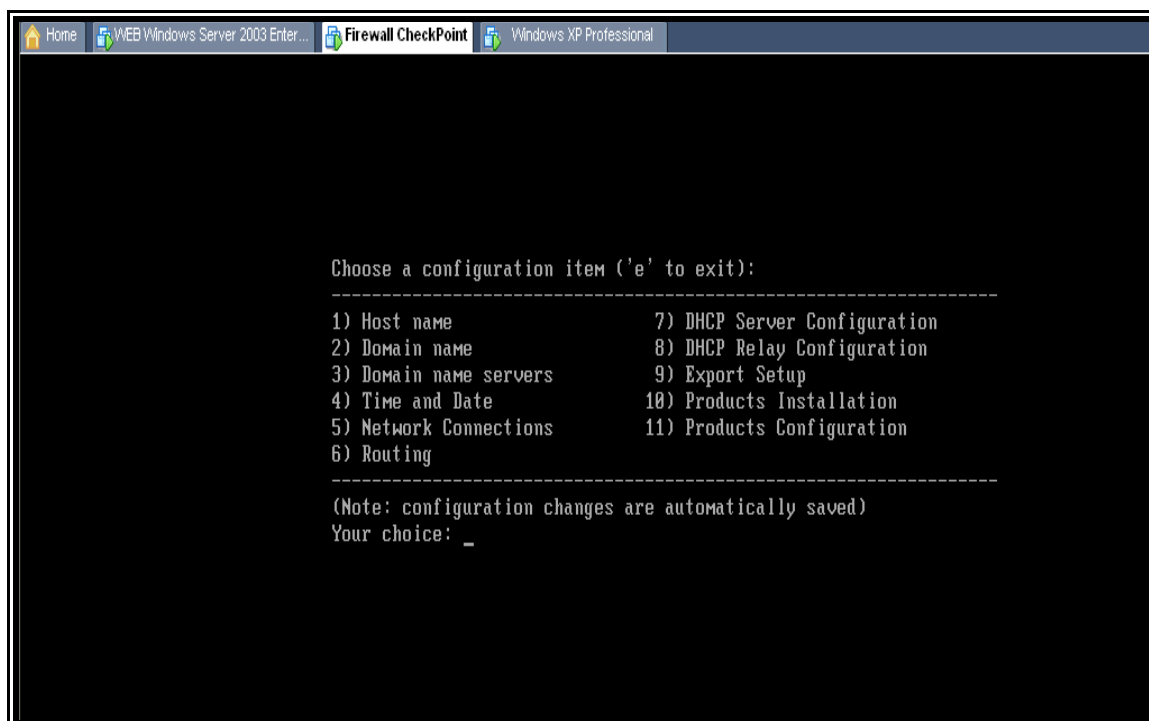 Home WEB Windows Server 2003 Enter... Firewall CheckPoint Windows XP Professional
Choose a configuration item ('e' to exit):
------------------------------------------------------------------
1) Host name 7) DHCP Server Configuration
2) Domain name 8) DHCP Relay Configuration
3) Domain name servers 9) Export Setup
4) Time and Date 10) Products Installation
5) Network Connections 11) Products Configuration
6) Routing
------------------------------------------------------------------
(Note: configuration changes are automatically saved)
Your choice: _